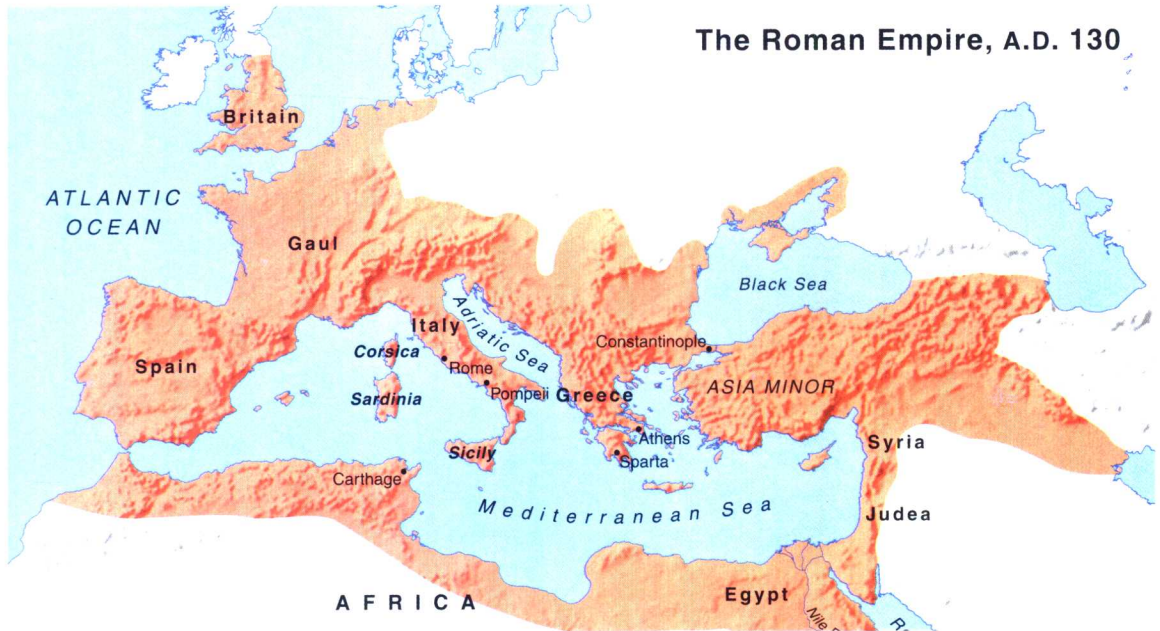 The Roman Empire, A.D. 130
Britain
ATLANTIC
OCEAN
Gaul
Black Sea
Adriatic Sea
Italy
Constantinople
Corsica
Rome
Spain
ASIA MINOR
Pompeii
Greece
Sardinia
Athens
Syria
Sicily
Sparta
Carthage
Mediterranean Sea
Judea
Egypt
AFRICA
Nile